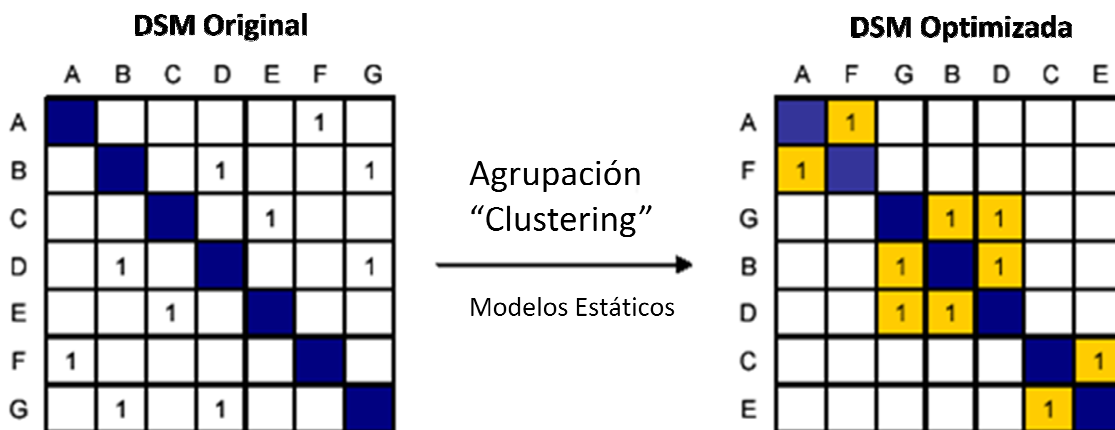 DSM Original
A B C D E F G
A 1
B 1 1
C 1
D 1 1
E 1
F 1
G 1 1
Agrupación
“Clustering”
Modelos Estáticos
DSM Optimizada
A F G B D C E
A 1
F 1
G 1 1
B 1 1
D 1 1
C 1
E 1